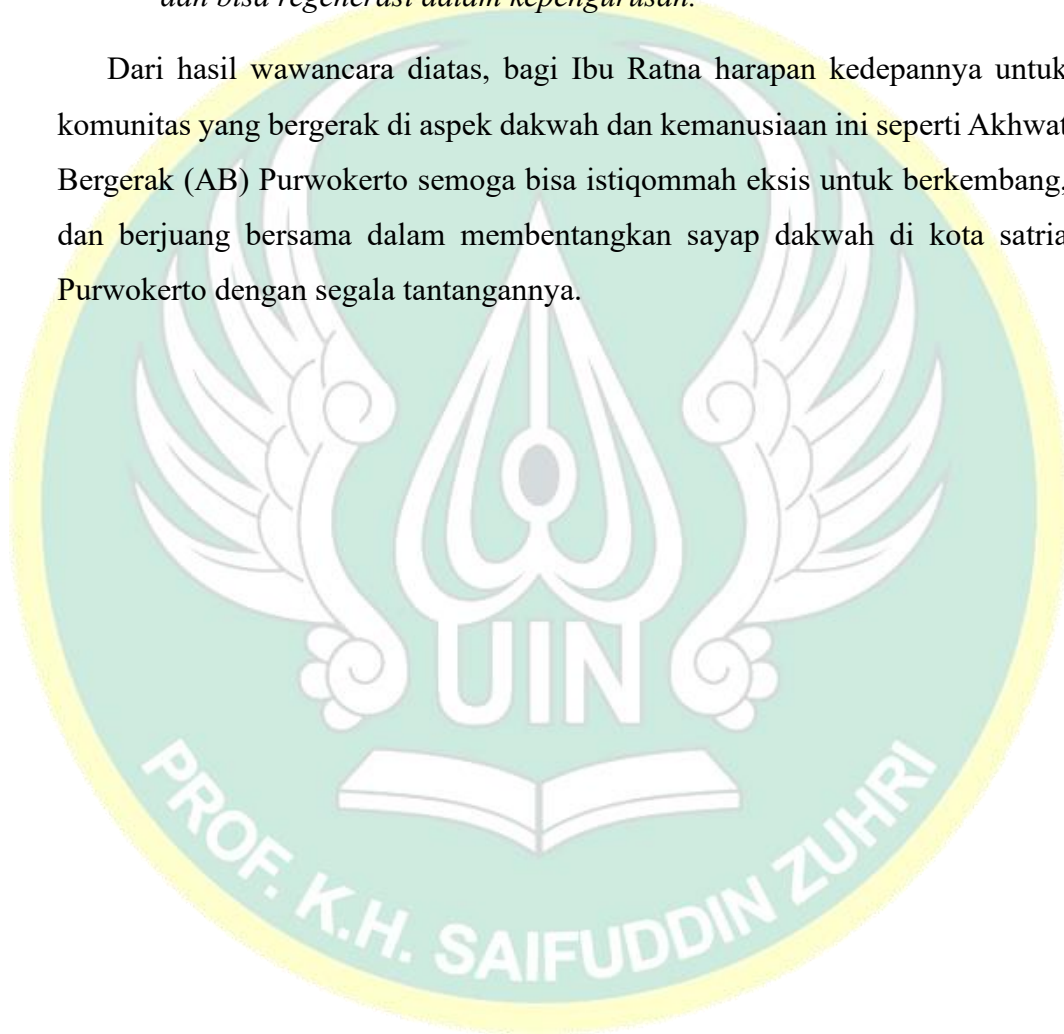 dan bisa regenerasi dalam kepengurusan.
Dari hasil wawancara diatas, bagi Ibu Ratna harapan kedepannya untuk
komunitas yang bergerak di aspek dakwah dan kemanusiaan ini seperti Akhwat
Bergerak (AB) Purwokerto semoga bisa istiqommah eksis untuk berkembang,
dan berjuang bersama dalam membentangkan sayap dakwah di kota satria
Purwokerto dengan segala tantangannya.
UIN
PROF. K.H. SAIFUDDIN ZUHRI